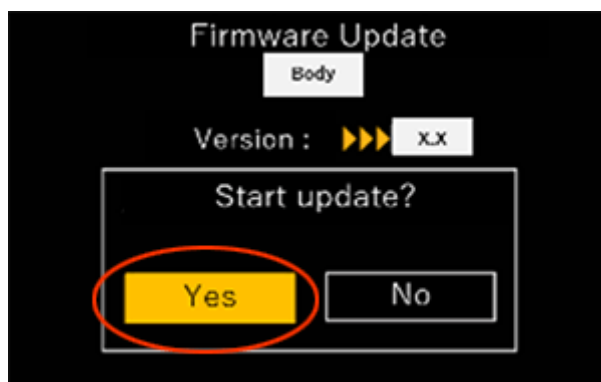 Firmware Update
Body
Version : x.x
Start update?
Yes No